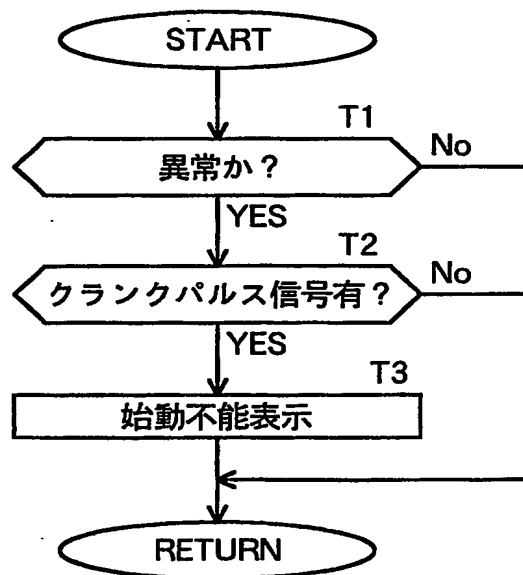 START
T1
異常か?
No
YES
T2
クランクパルス信号有?
No
YES
T3
始動不能表示
RETURN